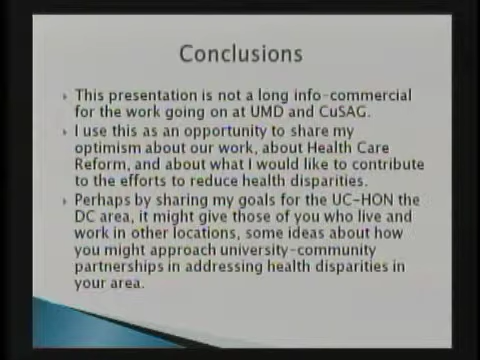 Conclusions
This presentation is not a long info-commercial
for the work going on at UMD and CuSAG.
I use this as an opportunity to share my
optimism about our work, about Health Care
Reform, and about what I would like to contribute
to the efforts to reduce health disparities.
Perhaps by sharing my goals for the UC-HON the
DC area, it might give those of you who live and
work in other locations, some ideas about how
you might approach university-community
partnerships in addressing health disparities in
your area.